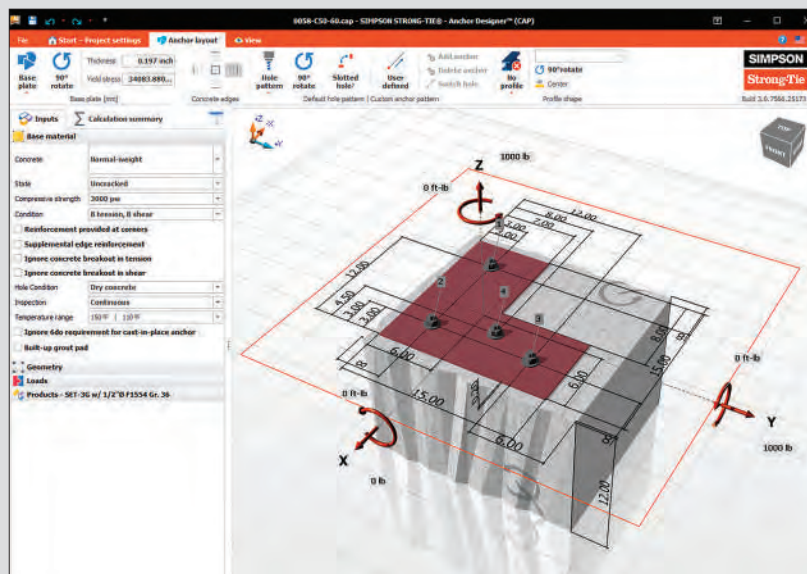 0058-C50-60.cap - SIMPSON STRONG-TIE® - Anchor Designer™ (CAP)
File
Start – Project settings
Anchor layout
View
Base plate
90° rotate
Thickness 0.197 inch
Yield stress 34083.880...
Base plate [mm]
Concrete edges
Hole pattern
90° rotate
Slotted hole?
User defined
Add anchor
Delete anchor
Switch hole
Default hole pattern | Custom anchor pattern
No profile
90°rotate
Center
Profile shape
SIMPSON
Strong-Tie
Inputs
Calculation summary
Base material
Concrete Normal-weight
State Uncracked
Compressive strength 3000 psi
Condition B tension, B shear
Reinforcement provided at corners
Supplemental edge reinforcement
Ignore concrete breakout in tension
Ignore concrete breakout in shear
Hole Condition Dry concrete
Inspection Continuous
Temperature range 150°F | 110°F
Ignore 6do requirement for cast-in-place anchor
Built-up grout pad
Geometry
Loads
Products - SET-3G w/ 1/2"Ø F1554 Gr. 36
TOP
FRONT
Z
1000 lb
0 ft-lb
12.00
8.00
7.00
3.00
1
12.00
4.50
3.00
3.00
2
4
3
8.00
15.00
6.00
6.00
15.00
6.00
0 ft-lb
Y
1000 lb
0 ft-lb
X
0 lb
12.00